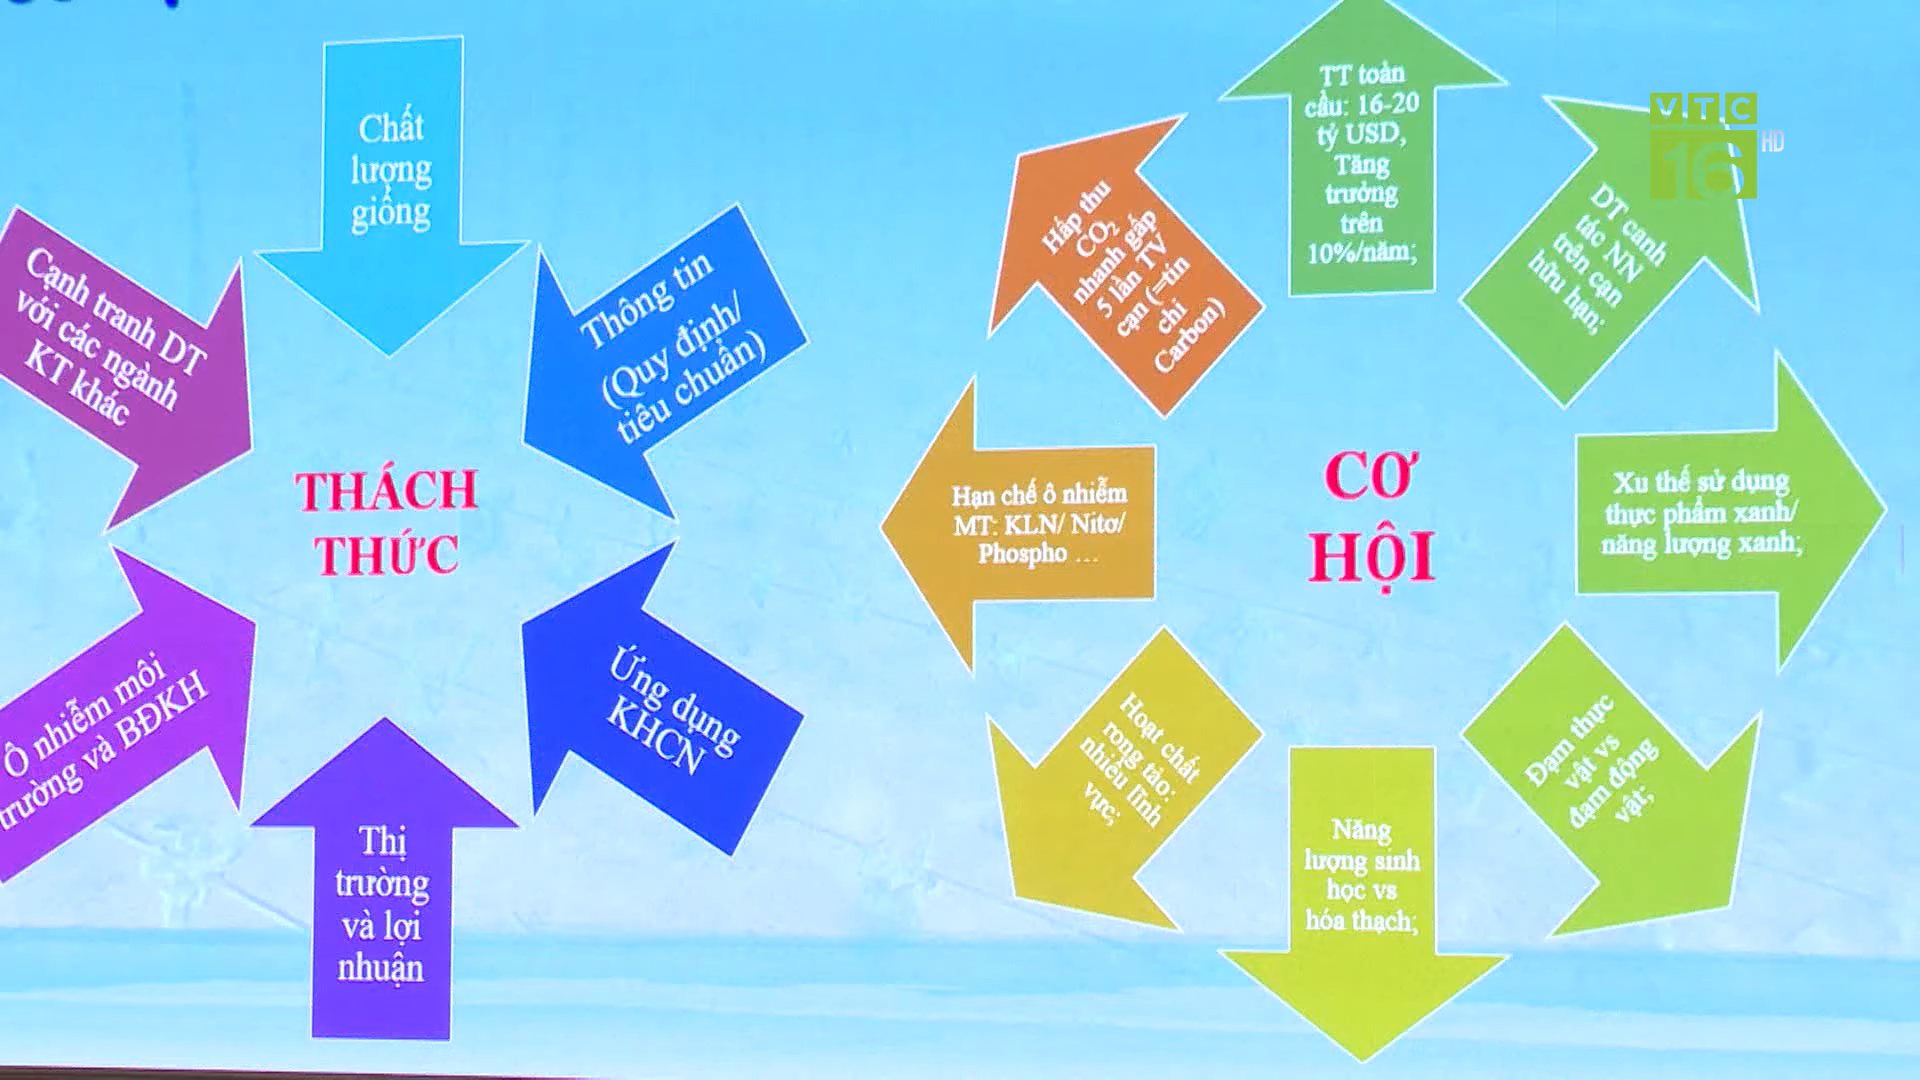 Chất
lượng
giống
Thông tin
(Quy định/
tiêu chuẩn)
Ứng dụng
KHCN
Thị
trường
và lợi
nhuận
Ô nhiễm môi
trường và BĐKH
Cạnh tranh DT
với các ngành
KT khác
THÁCH
THỨC
TT toàn
cầu: 16-20
tỷ USD,
Tăng
trưởng
trên
10%/năm;
DT canh
tác NN
trên cạn
hữu hạn;
Xu thế sử dụng
thực phẩm xanh/
năng lượng xanh;
Đạm thực
vật vs
đạm động
vật;
Năng
lượng sinh
học vs
hóa thạch;
Hoạt chất
rong tảo:
nhiều lĩnh
vực;
Hạn chế ô nhiễm
MT: KLN/ Nitơ/
Phospho ...
Hấp thu
CO2
nhanh gấp
5 lần TV
cạn (=tín
chỉ
Carbon)
CƠ
HỘI
VTC
16 HD